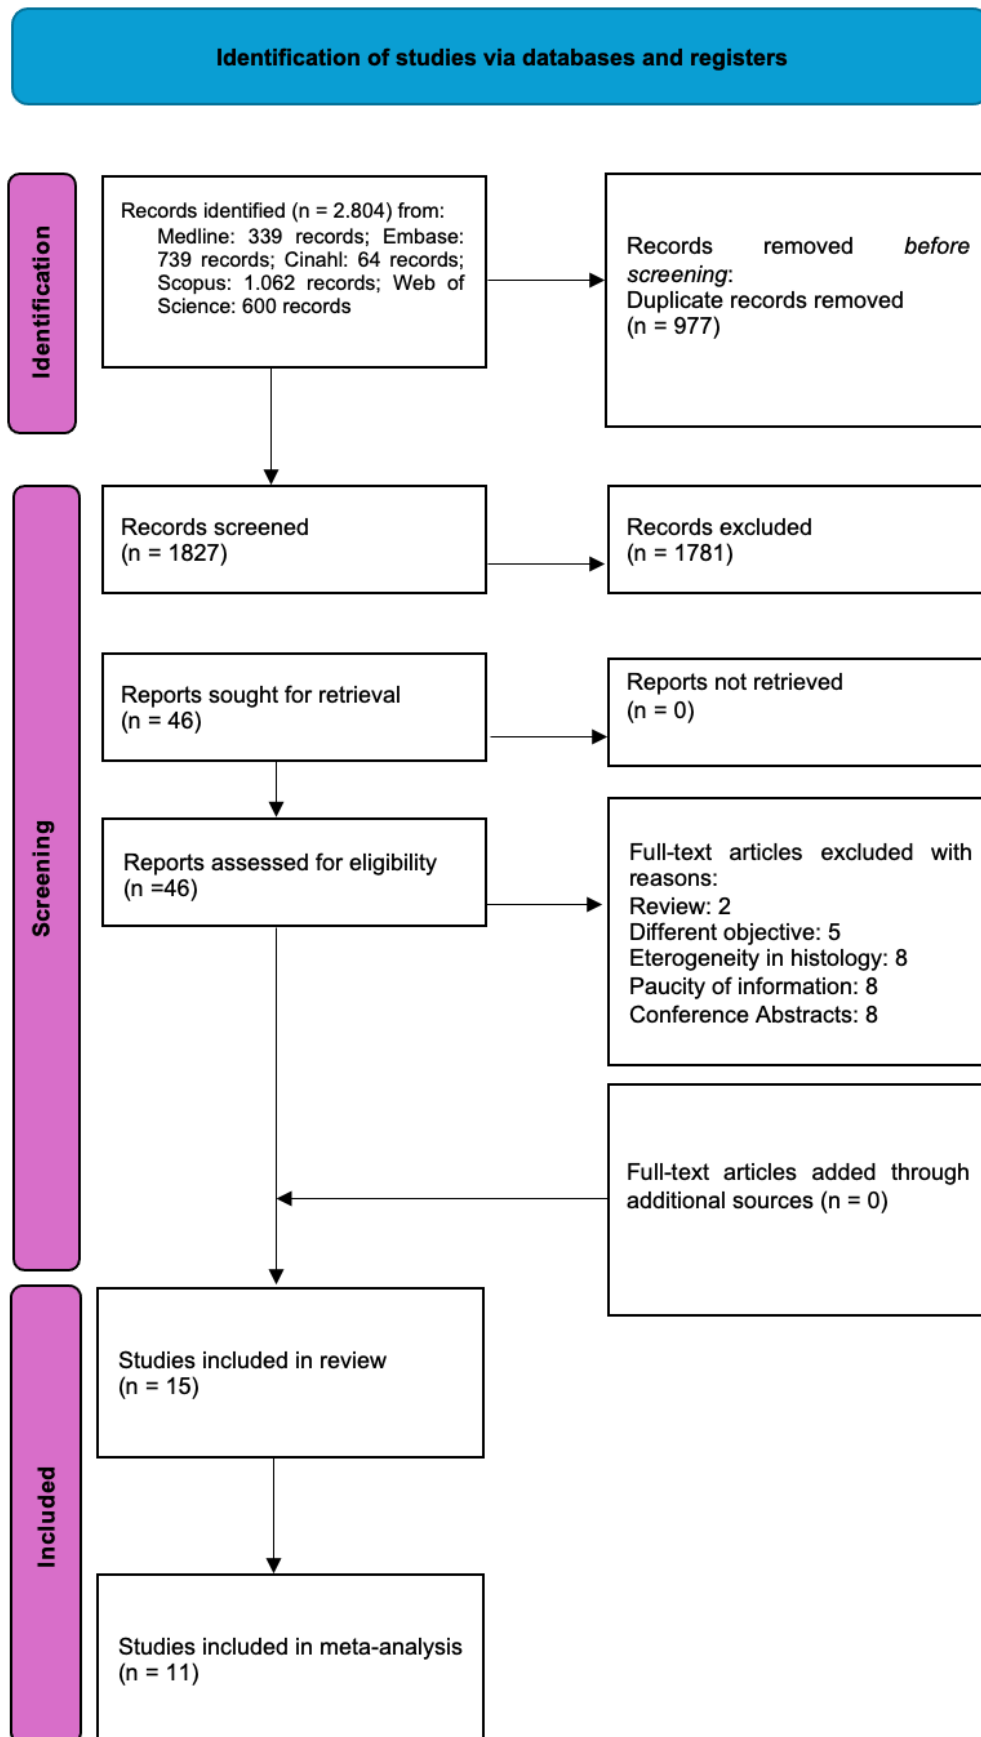 Identification of studies via databases and registers
Identification
Records identified (n = 2.804) from:
Medline: 339 records; Embase:
739 records; Cinahl: 64 records;
Scopus: 1.062 records; Web of
Science: 600 records
Records removed before
screening:
Duplicate records removed
(n = 977)
Screening
Records screened
(n = 1827)
Records excluded
(n = 1781)
Reports sought for retrieval
(n = 46)
Reports not retrieved
(n = 0)
Reports assessed for eligibility
(n =46)
Full-text articles excluded with
reasons:
Review: 2
Different objective: 5
Eterogeneity in histology: 8
Paucity of information: 8
Conference Abstracts: 8
Full-text articles added through
additional sources (n = 0)
Included
Studies included in review
(n = 15)
Studies included in meta-analysis
(n = 11)